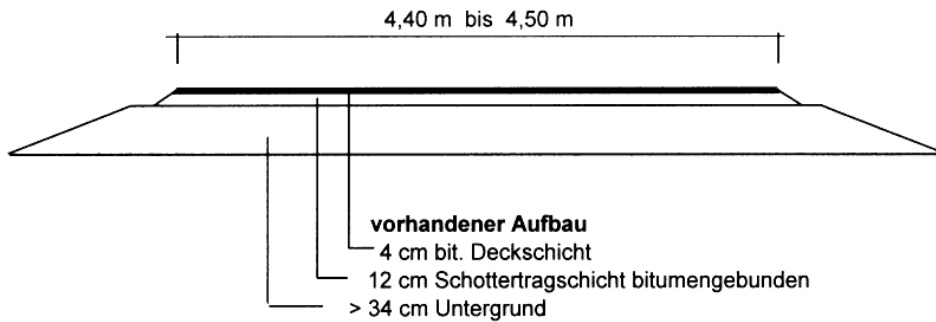 4,40 m bis 4,50 m
vorhandener Aufbau
4 cm bit. Deckschicht
12 cm Schottertragschicht bitumengebunden
> 34 cm Untergrund